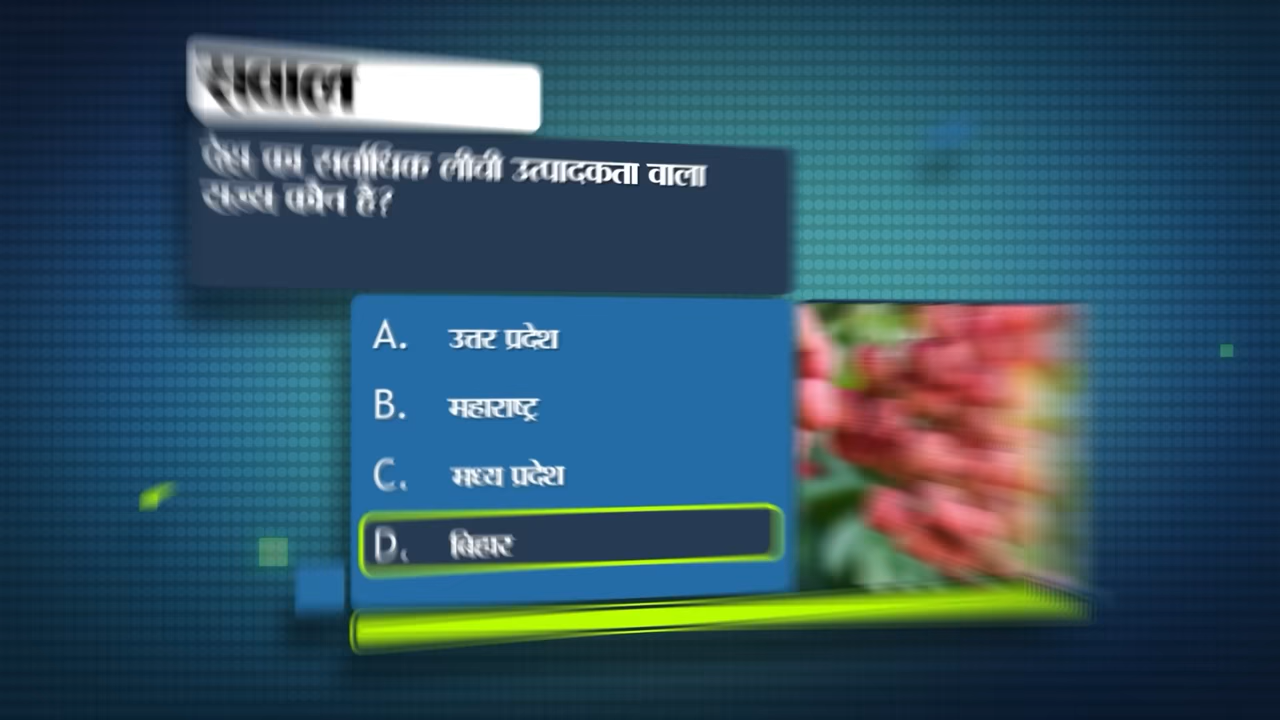 सवाल
देश का सर्वाधिक लीची उत्पादकता वाला
राज्य कौन है?
A. उत्तर प्रदेश
B. महाराष्ट्र
C. मध्य प्रदेश
D. बिहार